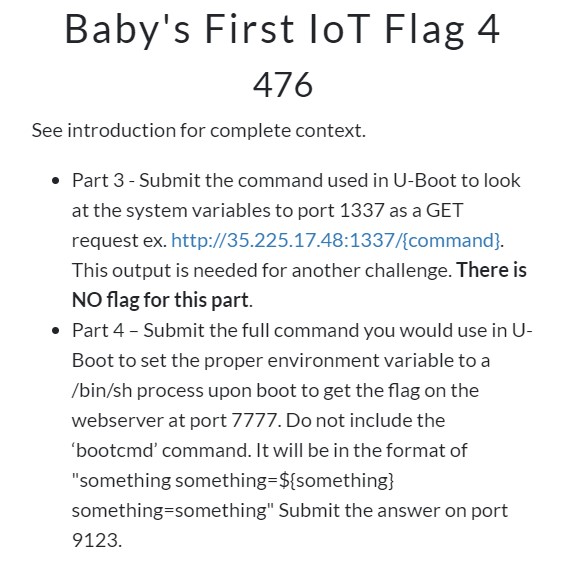 Baby's First IoT Flag 4
476
See introduction for complete context.
• Part 3 - Submit the command used in U-Boot to look
at the system variables to port 1337 as a GET
request ex. http://35.225.17.48:1337/{command}.
This output is needed for another challenge. There is
NO flag for this part.
• Part 4 – Submit the full command you would use in U-
Boot to set the proper environment variable to a
/bin/sh process upon boot to get the flag on the
webserver at port 7777. Do not include the
‘bootcmd’ command. It will be in the format of
"something something=${something}
something=something" Submit the answer on port
9123.